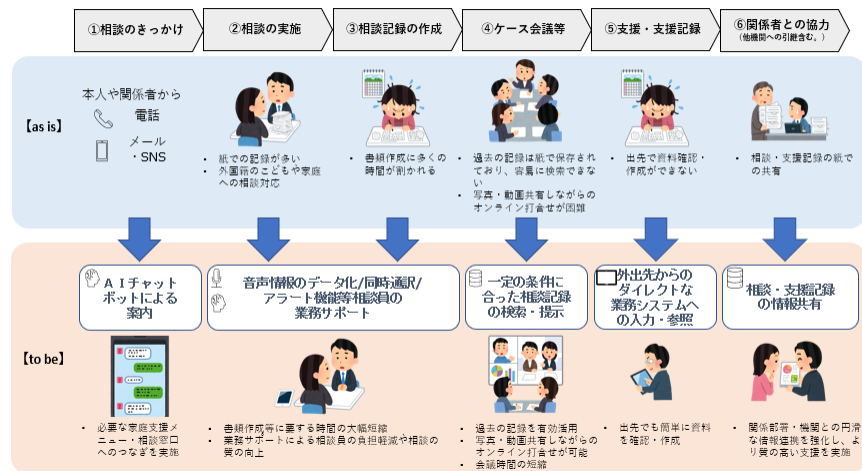 ①相談のきっかけ
②相談の実施
③相談記録の作成
④ケース会議等
⑤支援・支援記録
⑥関係者との協力
（他機関への引継含む。）
【as is】
本人や関係者から
電話
メール
・SNS
• 紙での記録が多い
• 外国籍のこどもや家庭
への相談対応
• 書類作成に多くの
時間が割かれる
• 過去の記録は紙で保存され
ており、容易に検索できな
い
• 写真・動画共有しながらの
オンライン打合せが困難
• 出先で資料確認・
作成ができない
• 相談・支援記録の紙で
の共有
【to be】
ＡＩチャット
ボットによる
案内
音声情報のデータ化/同時通訳/
アラート機能等相談員の
業務サポート
一定の条件に
合った相談記録
の検索・提示
外出先からの
ダイレクトな
業務システムへ
の入力・参照
相談・支援記録
の情報共有
• 必要な家庭支援メ
ニュー・相談窓口
へのつなぎを実施
• 書類作成等に要する時間の大幅短縮
• 業務サポートによる相談員の負担軽減や相談の
質の向上
• 過去の記録を有効活用
• 写真・動画共有しながらの
オンライン打合せが可能
• 会議時間の短縮
• 出先でも簡単に資料
を確認・作成
• 関係部署・機関との円滑
な情報連携を強化し、よ
り質の高い支援を実施